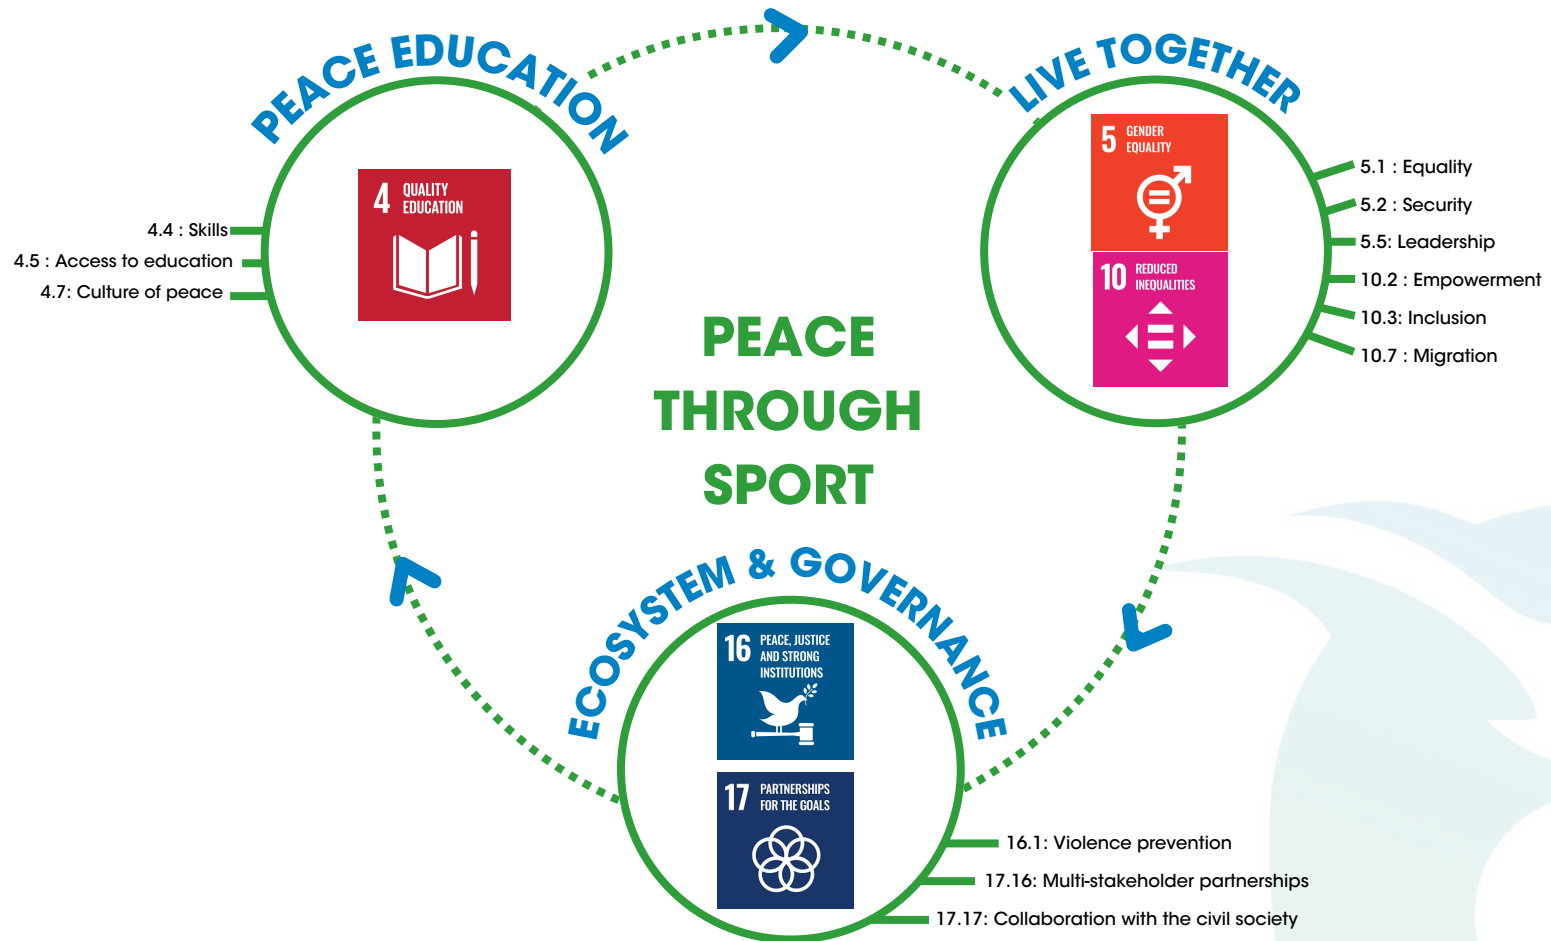 PEACE EDUCATION
4 QUALITY
EDUCATION
4.4 : Skills
4.5 : Access to education
4.7: Culture of peace
LIVE TOGETHER
5 GENDER
EQUALITY
10 REDUCED
INEQUALITIES
5.1 : Equality
5.2 : Security
5.5: Leadership
10.2 : Empowerment
10.3: Inclusion
10.7 : Migration
PEACE
THROUGH
SPORT
ECOSYSTEM & GOVERNANCE
16 PEACE, JUSTICE
AND STRONG
INSTITUTIONS
17 PARTNERSHIPS
FOR THE GOALS
16.1: Violence prevention
17.16: Multi-stakeholder partnerships
17.17: Collaboration with the civil society